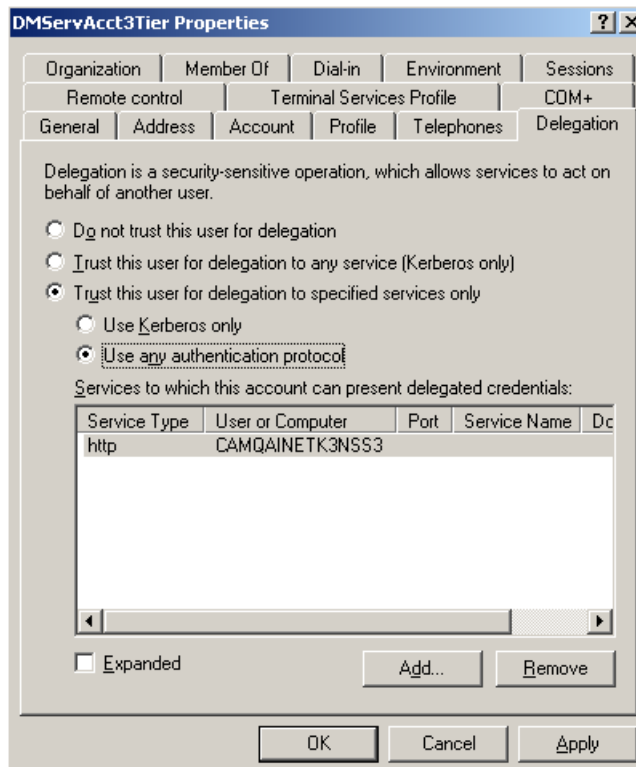 DMServAcct3Tier Properties
Organization Member Of Dial-in Environment Sessions
Remote control Terminal Services Profile COM+
General Address Account Profile Telephones Delegation
Delegation is a security-sensitive operation, which allows services to act on
behalf of another user.
Do not trust this user for delegation
Trust this user for delegation to any service (Kerberos only)
Trust this user for delegation to specified services only
Use Kerberos only
Use any authentication protocol
Services to which this account can present delegated credentials:
Service Type User or Computer Port Service Name Dc
http CAMQAINETK3NSS3
Expanded Add... Remove
OK Cancel Apply